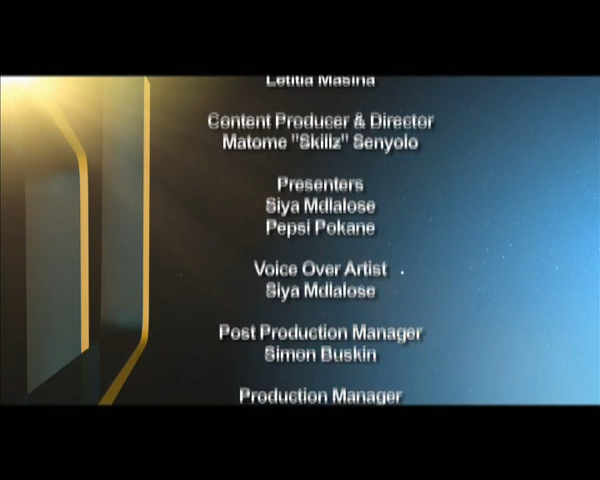 Letitia Masina
Content Producer & Director
Matome "Skillz" Senyolo
Presenters
Siya Mdlalose
Pepsi Pokane
Voice Over Artist
Siya Mdlalose
Post Production Manager
Simon Buskin
Production Manager